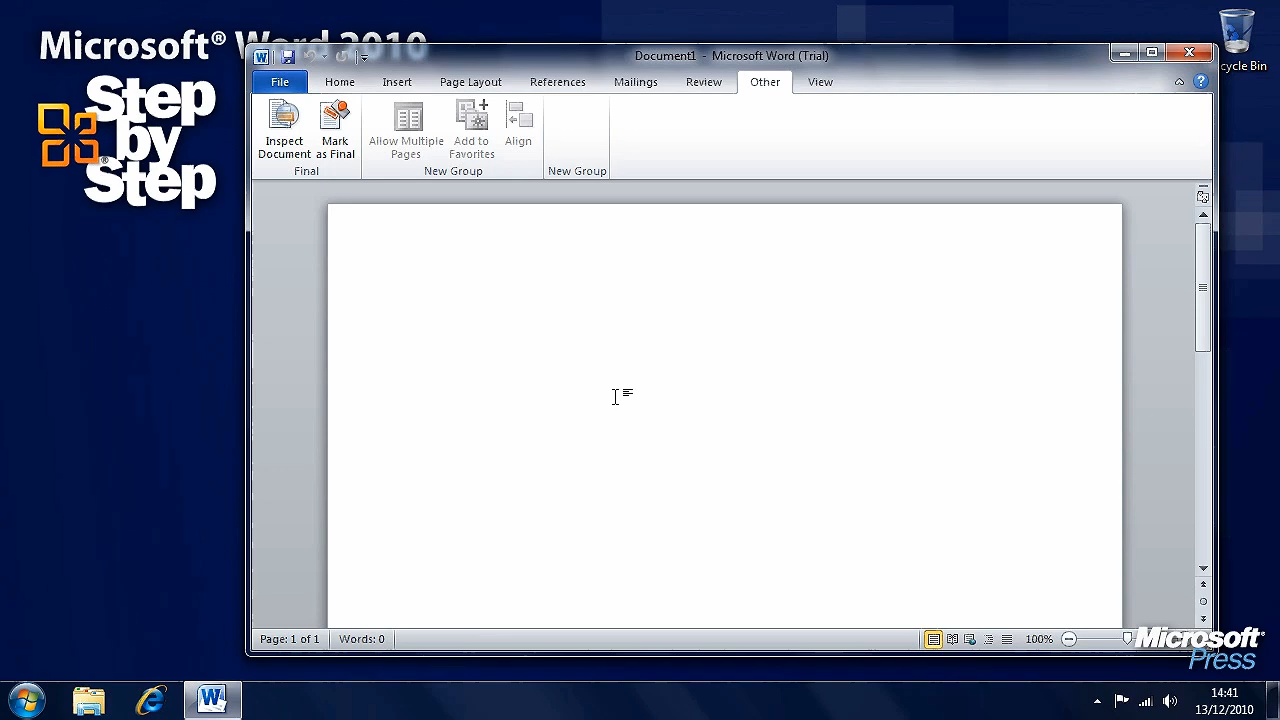 Microsoft® Word 2010
Step
by
Step®
Document1 - Microsoft Word (Trial)
cycle Bin
File Home Insert Page Layout References Mailings Review Other View
Inspect Document
Mark as Final
Allow Multiple Pages
Add to Favorites
Align
Final
New Group
New Group
Page: 1 of 1
Words: 0
100%
Microsoft®
Press
14:41
13/12/2010